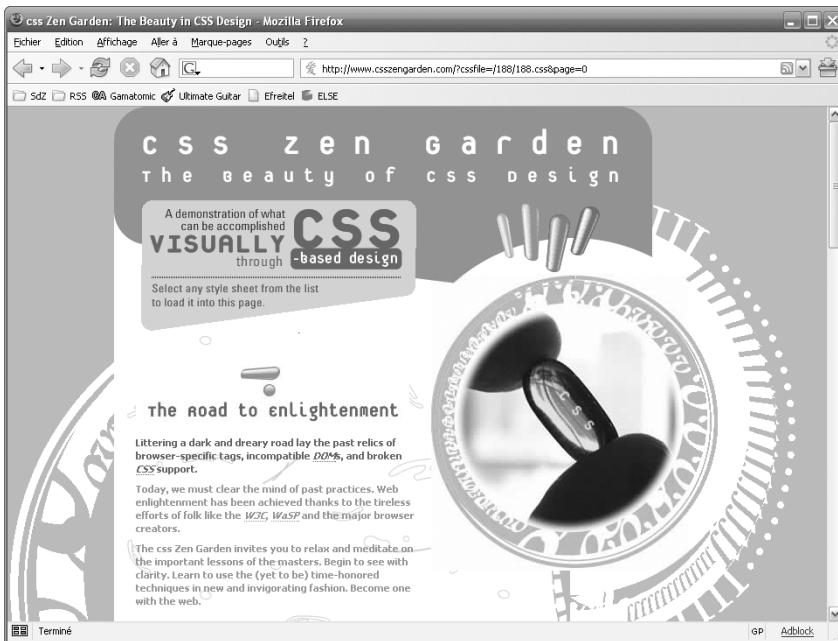 css Zen Garden: The Beauty in CSS Design - Mozilla Firefox
Fichier Edition Affichage Aller à Marque-pages Outils ?
G
http://www.csszengarden.com/?cssfile=/188/188.css&page=0
SdZ RSS Gamatomic Ultimate Guitar Efreitel ELSE
css zen Garden
The Beauty of css Design
A demonstration of what
can be accomplished
VISUALLY
through
CSS
-based design
Select any style sheet from the list
to load it into this page.
The Road to Enlightenment
Littering a dark and dreary road lay the past relics of
browser-specific tags, incompatible DOMs, and broken
CSS support.
Today, we must clear the mind of past practices. Web
enlightenment has been achieved thanks to the tireless
efforts of folk like the W3C, WaSP and the major browser
creators.
The css Zen Garden invites you to relax and meditate on
the important lessons of the masters. Begin to see with
clarity. Learn to use the (yet to be) time-honored
techniques in new and invigorating fashion. Become one
with the web.
CSS
Terminé
GP Adblock